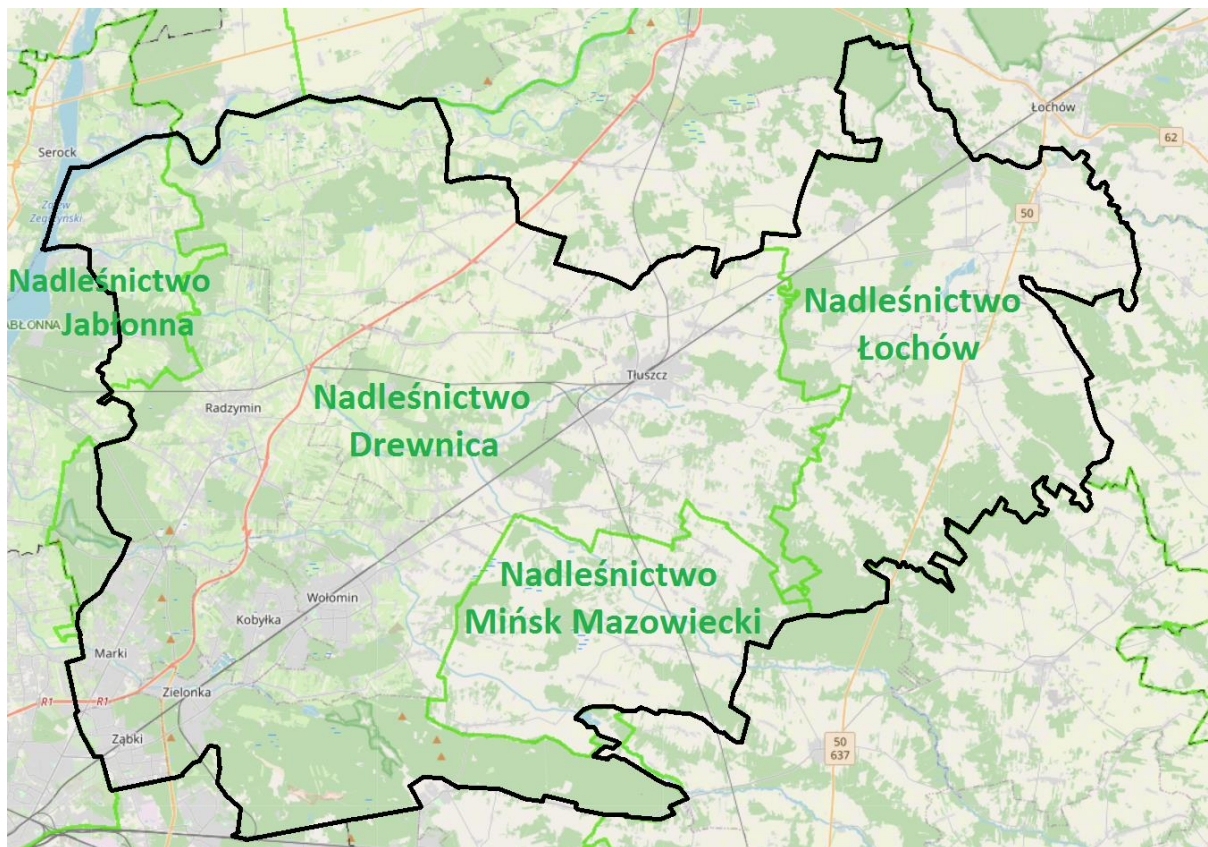 Łochów
62
Serock
Zalew
Zegrzyński
50
Nadleśnictwo
Jabłonna
JABŁONNA
Nadleśnictwo
Łochów
Tłuszcz
Radzymin
Nadleśnictwo
Drewnica
Nadleśnictwo
Mińsk Mazowiecki
Wołomin
Kobyłka
Marki
Zielonka
R1
R1
Ząbki
50
637